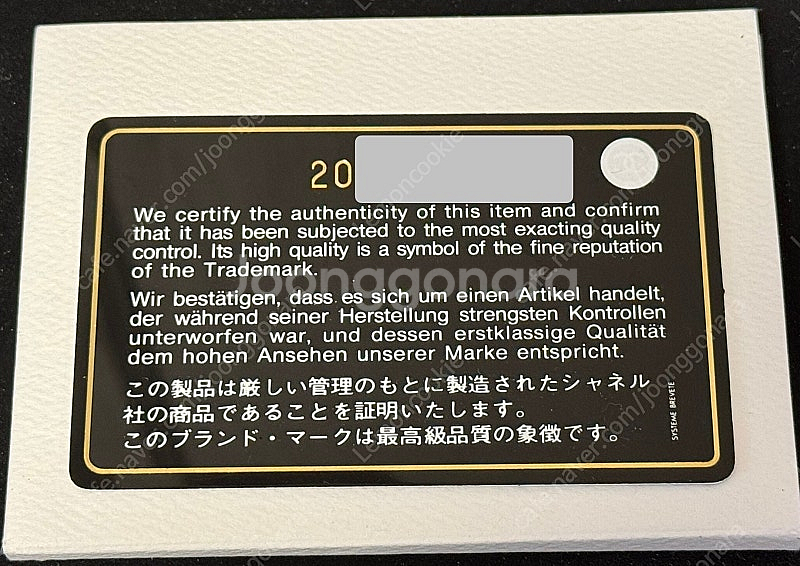 20
We certify the authenticity of this item and confirm
that it has been subjected to the most exacting quality
control. Its high quality is a symbol of the fine reputation
of the Trademark.
Joonggonara
Wir bestätigen, dass es sich um einen Artikel handelt,
der während seiner Herstellung strengsten Kontrollen
unterworfen war, und dessen erstklassige Qualität
dem hohen Ansehen unserer Marke entspricht.
この製品は厳しい管理のもとに製造されたシャネル
社の商品であることを証明いたします。
このブランド・マークは最高級品質の象徴です。
SYSTEME BREVETE